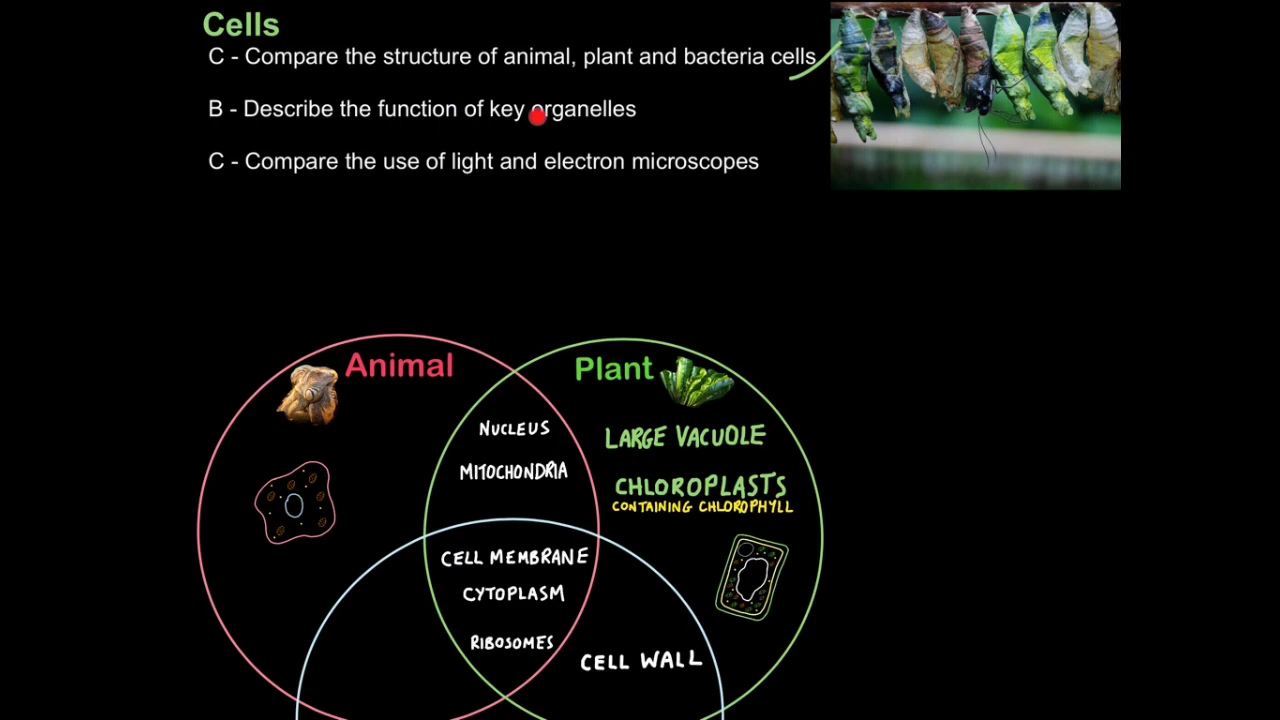 Cells
C - Compare the structure of animal, plant and bacteria cells
B - Describe the function of key organelles
C - Compare the use of light and electron microscopes
Animal
Plant
NUCLEUS
MITOCHONDRIA
LARGE VACUOLE
CHLOROPLASTS
CONTAINING CHLOROPHYLL
CELL MEMBRANE
CYTOPLASM
RIBOSOMES
CELL WALL